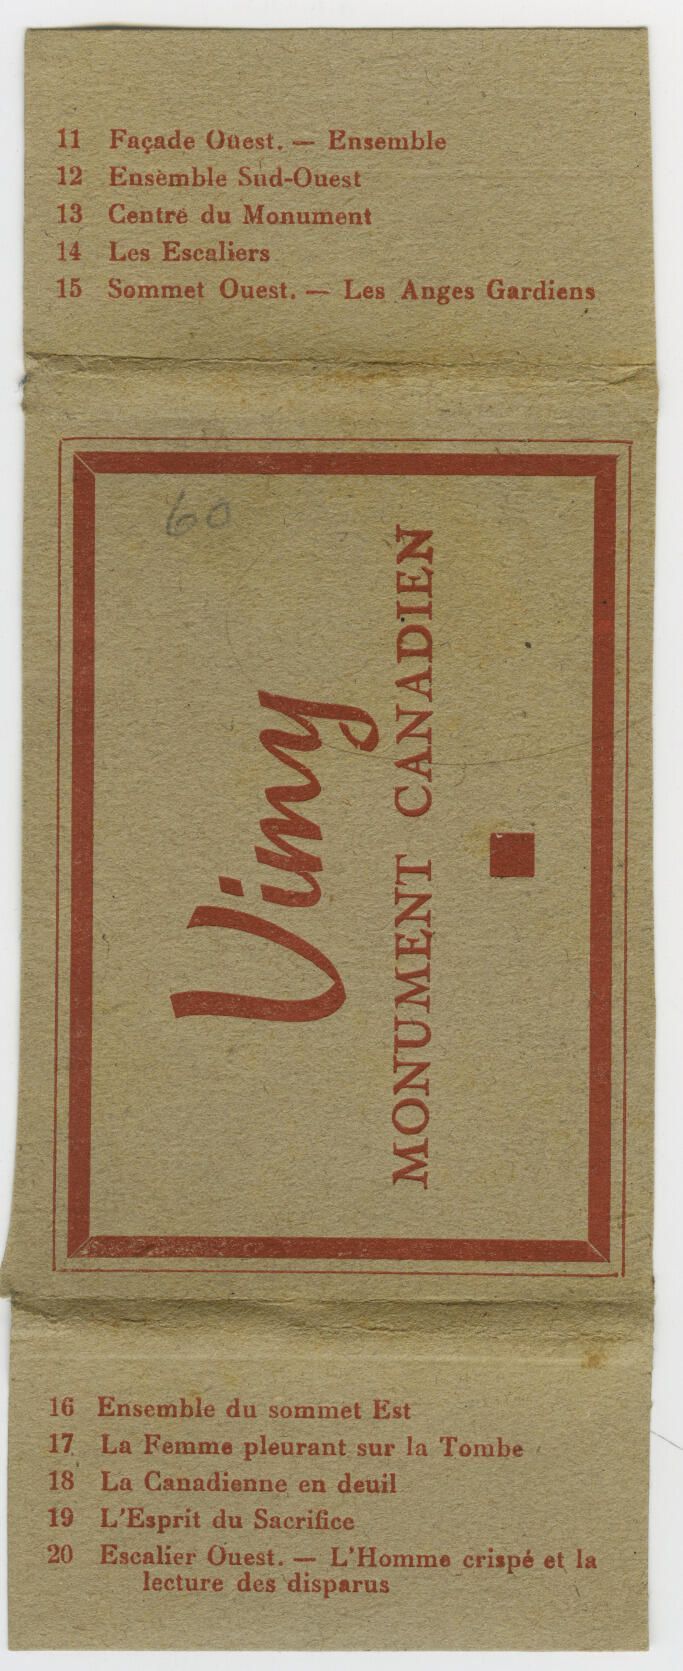 11 Façade Ouest. — Ensemble
12 Ensemble Sud-Ouest
13 Centre du Monument
14 Les Escaliers
15 Sommet Ouest. — Les Anges Gardiens
60
Vimy
MONUMENT CANADIEN
16 Ensemble du sommet Est
17 La Femme pleurant sur la Tombe
18 La Canadienne en deuil
19 L'Esprit du Sacrifice
20 Escalier Ouest. — L'Homme crispé et la
lecture des disparus